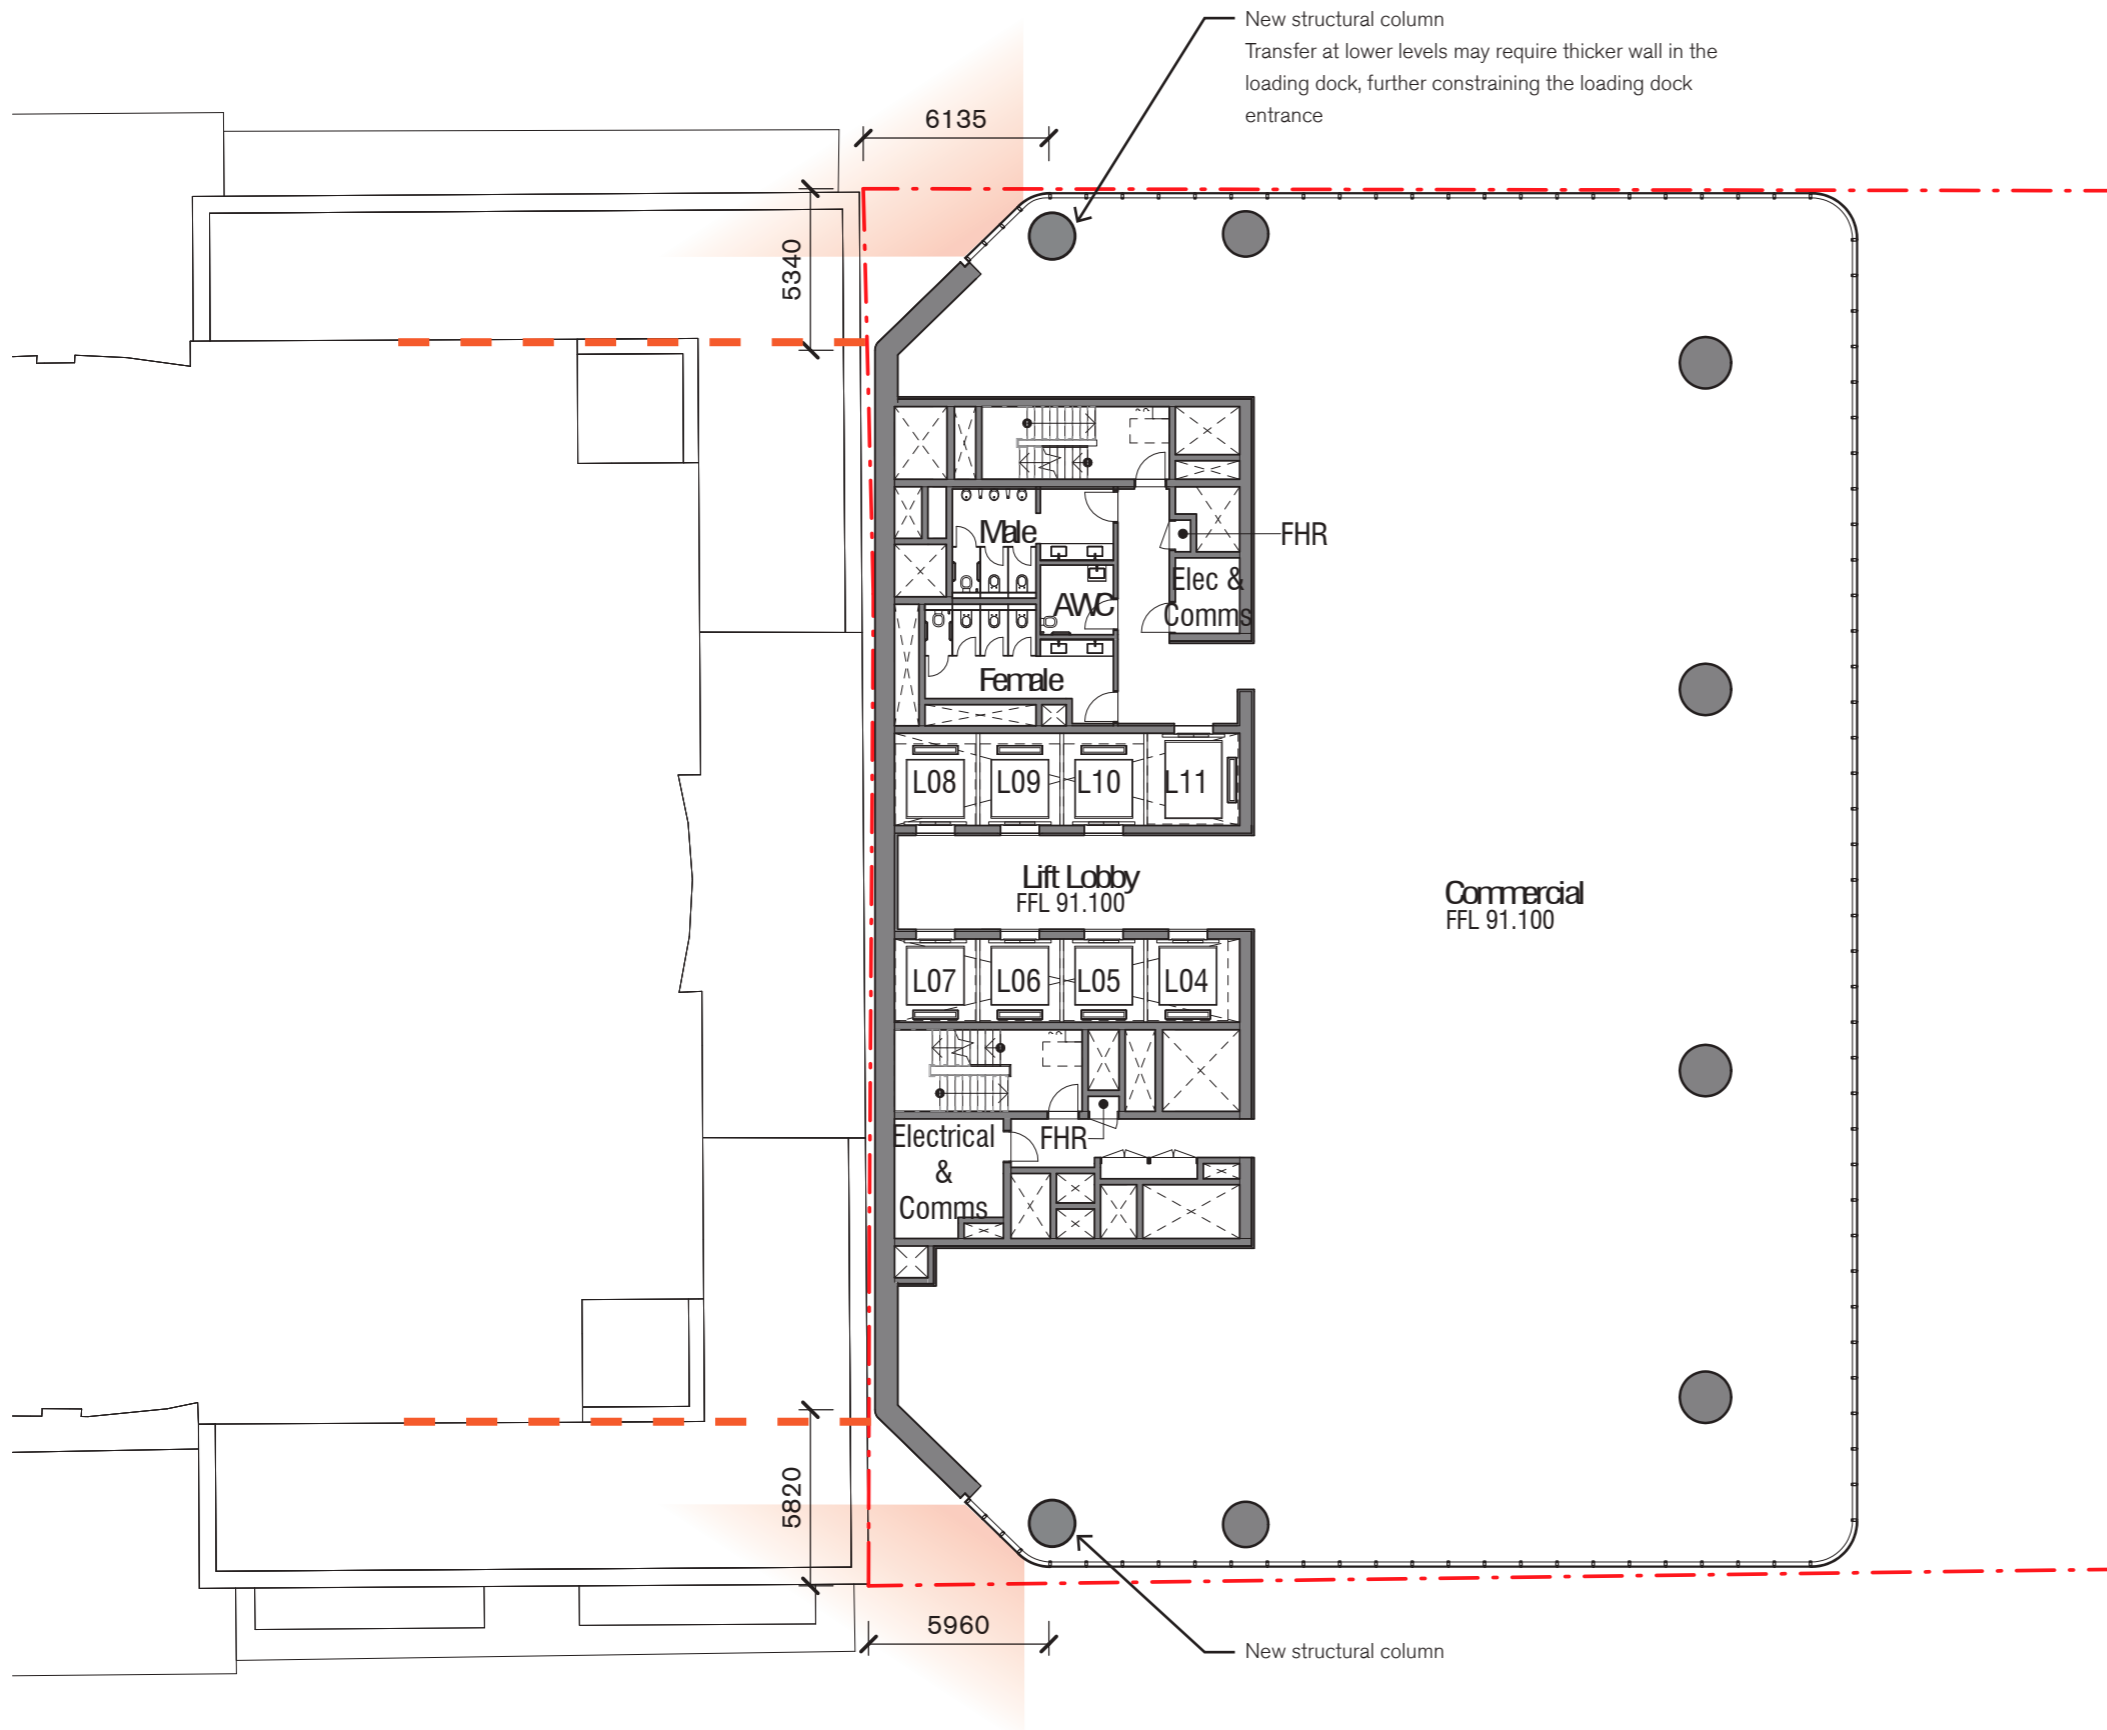 New structural column
Transfer at lower levels may require thicker wall in the
loading dock, further constraining the loading dock
entrance
6135
5340
Male
FHR
Elec &
Comms
AWC
Female
L08
L09
L10
L11
Lift Lobby
FFL 91.100
Commercial
FFL 91.100
L07
L06
L05
L04
Electrical
&
Comms
FHR
5820
5960
New structural column